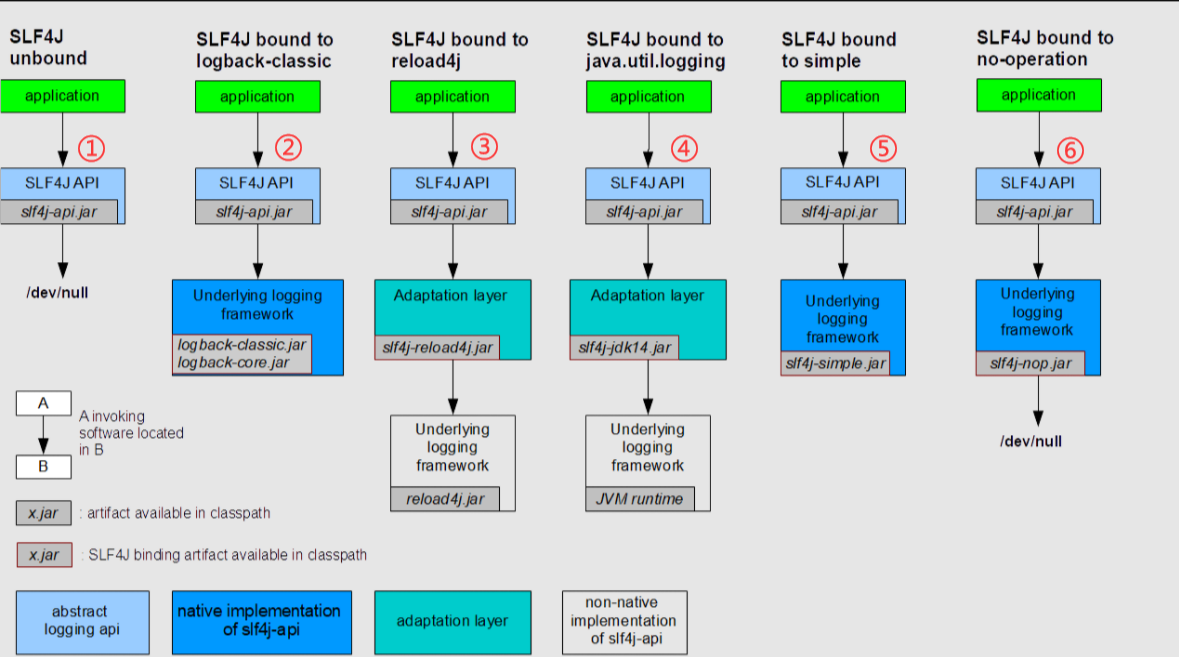 SLF4J
unbound
application
①
SLF4J API
slf4j-api.jar
/dev/null
SLF4J bound to
logback-classic
application
②
SLF4J API
slf4j-api.jar
Underlying logging
framework
logback-classic.jar
logback-core.jar
SLF4J bound to
reload4j
application
③
SLF4J API
slf4j-api.jar
Adaptation layer
slf4j-reload4j.jar
Underlying
logging
framework
reload4j.jar
SLF4J bound to
java.util.logging
application
④
SLF4J API
slf4j-api.jar
Adaptation layer
slf4j-jdk14.jar
Underlying
logging
framework
JVM runtime
SLF4J bound
to simple
application
⑤
SLF4J API
slf4j-api.jar
Underlying
logging
framework
slf4j-simple.jar
SLF4J bound to
no-operation
application
⑥
SLF4J API
slf4j-api.jar
Underlying
logging
framework
slf4j-nop.jar
/dev/null
A
B
A invoking
software located
in B
x.jar : artifact available in classpath
x.jar : SLF4J binding artifact available in classpath
abstract
logging api
native implementation
of slf4j-api
adaptation layer
non-native
implementation
of slf4j-api